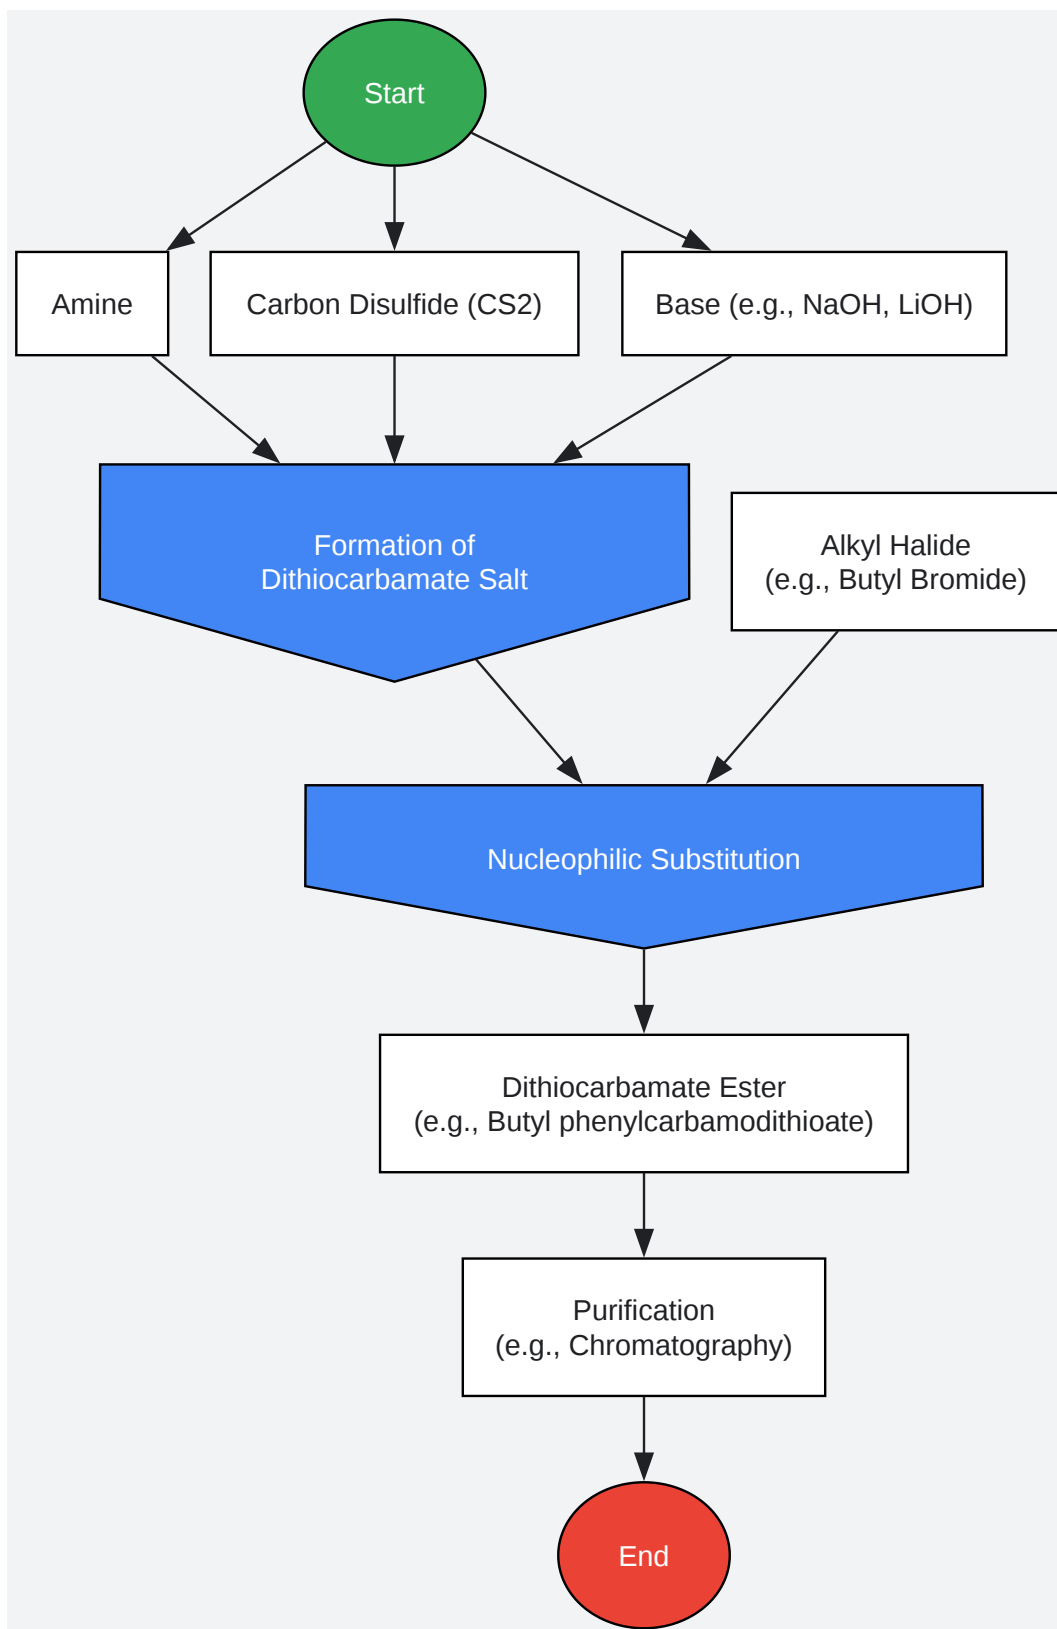 Start
Amine
Carbon Disulfide (CS2)
Base (e.g., NaOH, LiOH)
Formation of
Dithiocarbamate Salt
Alkyl Halide
(e.g., Butyl Bromide)
Nucleophilic Substitution
Dithiocarbamate Ester
(e.g., Butyl phenylcarbamodithioate)
Purification
(e.g., Chromatography)
End